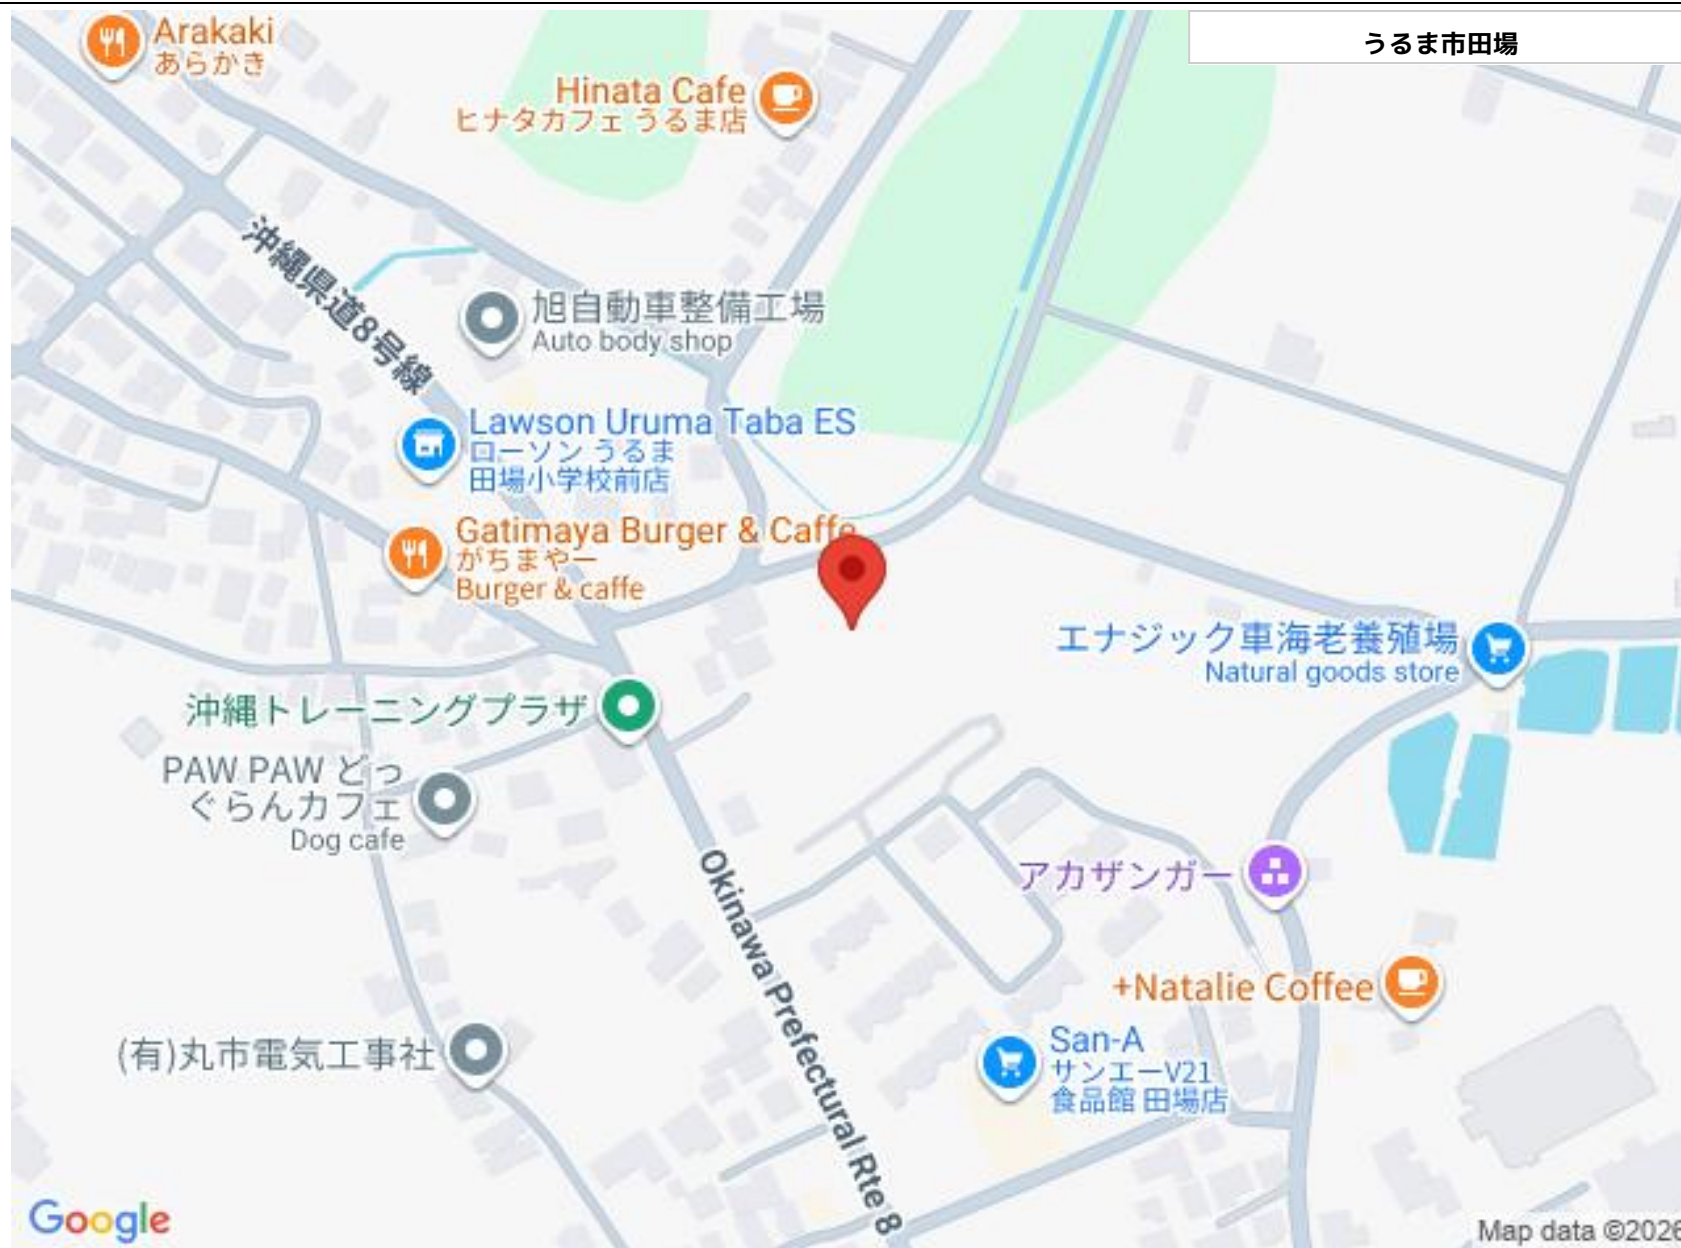 うるま市田場
Arakaki
あらかき
Hinata Cafe
ヒナタカフェ うるま店
沖縄県道8号線
旭自動車整備工場
Auto body shop
Lawson Uruma Taba ES
ローソン うるま
田場小学校前店
Gatimaya Burger & Caffe
がちまやー
Burger & caffe
エナジック車海老養殖場
Natural goods store
沖縄トレーニングプラザ
PAW PAW どっ
ぐらんカフェ
Dog cafe
アカザンガー
Okinawa Prefectural Rte 8
+Natalie Coffee
(有)丸市電気工事社
San-A
サンエーV21
食品館 田場店
Google
Map data ©2026